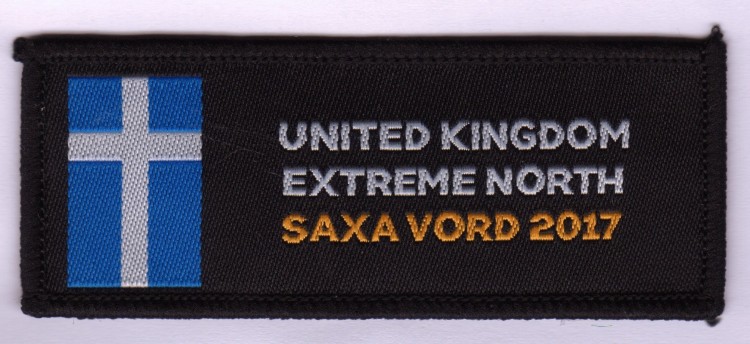 UNITED KINGDOM
EXTREME NORTH
SAXA VORD 2017